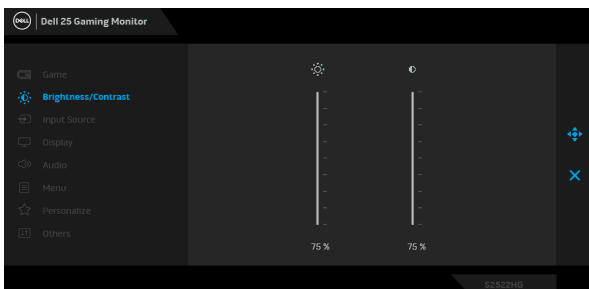 DELL
Dell 25 Gaming Monitor
Game
Brightness/Contrast
Input Source
Display
Audio
Menu
Personalize
Others
75 %
75 %
S2522HG